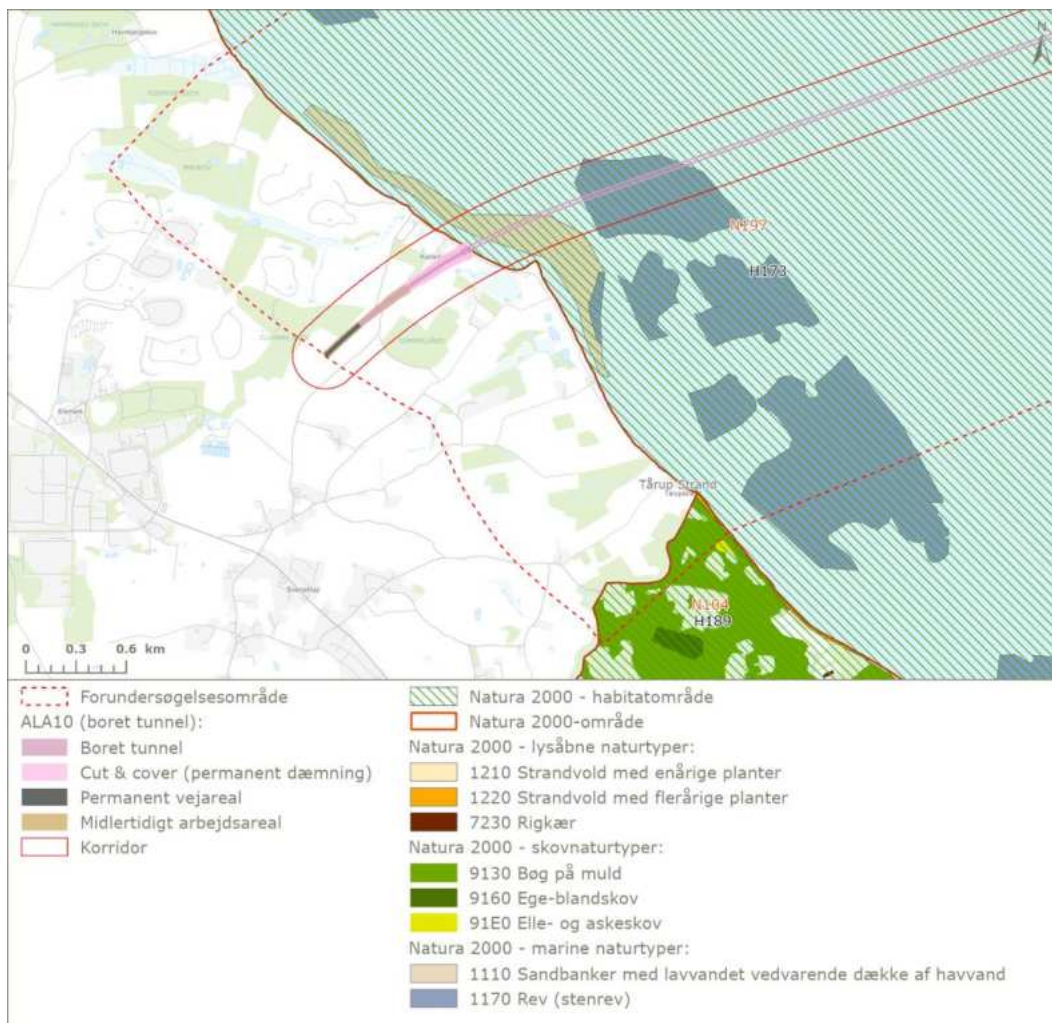 N
N197
H173
Tårup Strand
N104
H189
0 0.3 0.6 km
Forundersøgelsesområde
ALA10 (boret tunnel):
Boret tunnel
Cut & cover (permanent dæmning)
Permanent vejareal
Midlertidigt arbejdsareal
Korridor
Natura 2000 - habitatområde
Natura 2000-område
Natura 2000 - lysåbne naturtyper:
1210 Strandvold med enårige planter
1220 Strandvold med flerårige planter
7230 Rigkær
Natura 2000 - skovnaturtyper:
9130 Bøg på muld
9160 Ege-blandskov
91E0 Elle- og askeskov
Natura 2000 - marine naturtyper:
1110 Sandbanker med lavvandet vedvarende dække af havvand
1170 Rev (stenrev)